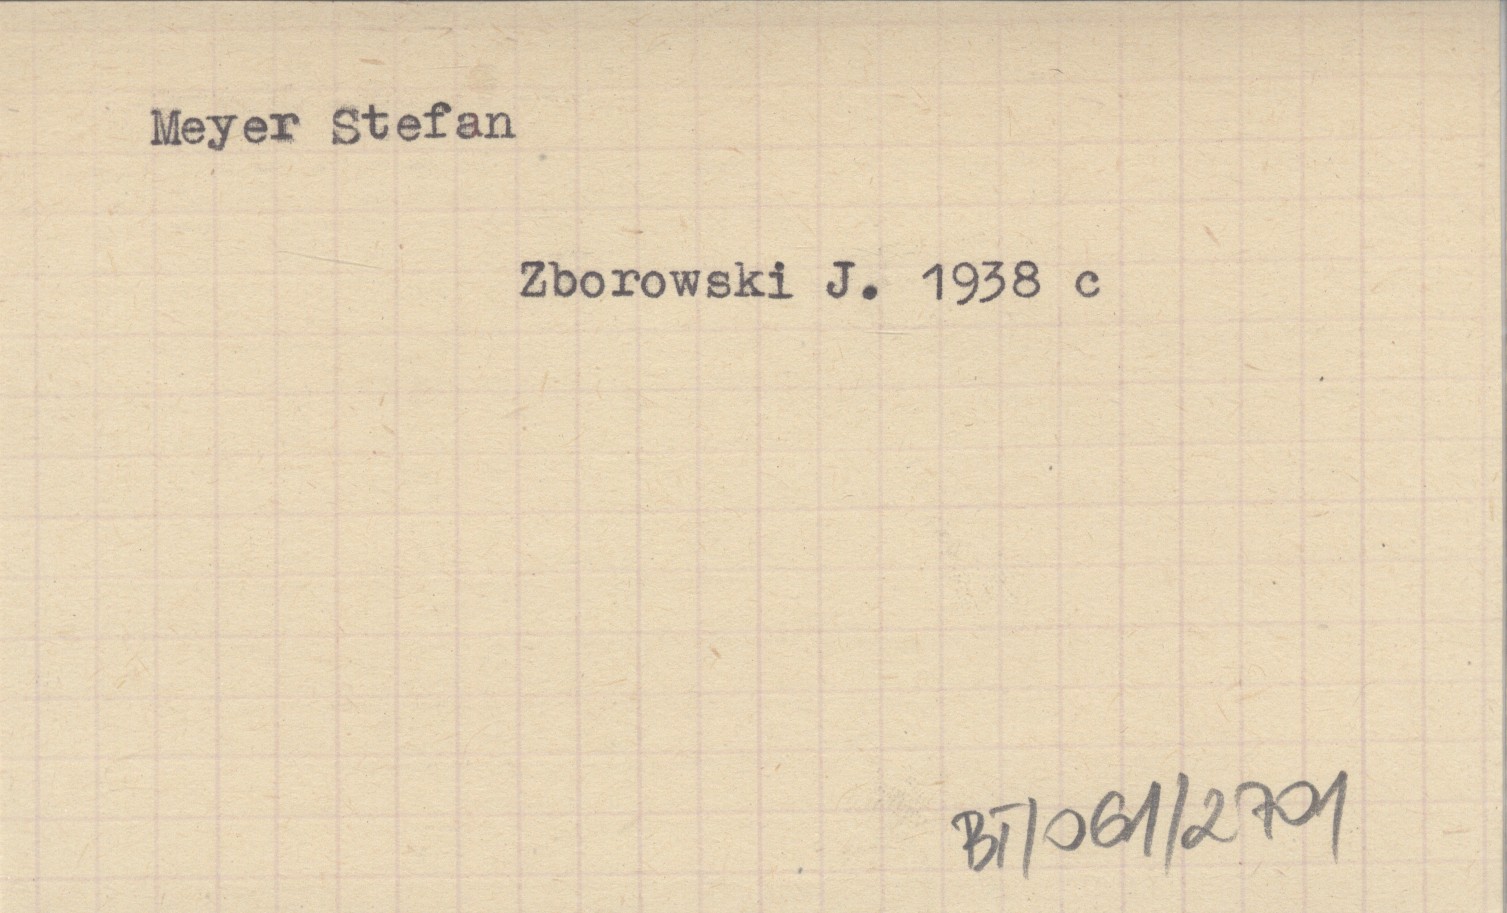 Meyer Stefan
Zborowski J. 1938 c
BT/061/2701